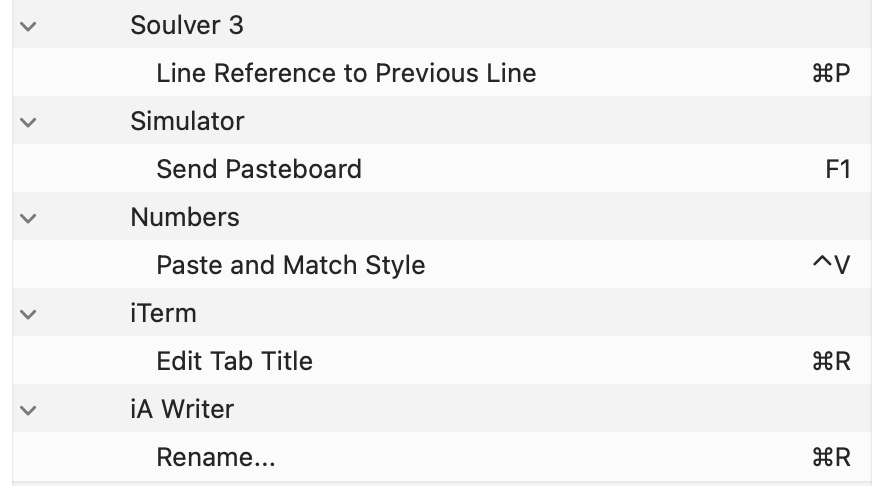 Soulver 3
Line Reference to Previous Line ⌘P
Simulator
Send Pasteboard F1
Numbers
Paste and Match Style ^V
iTerm
Edit Tab Title ⌘R
iA Writer
Rename... ⌘R